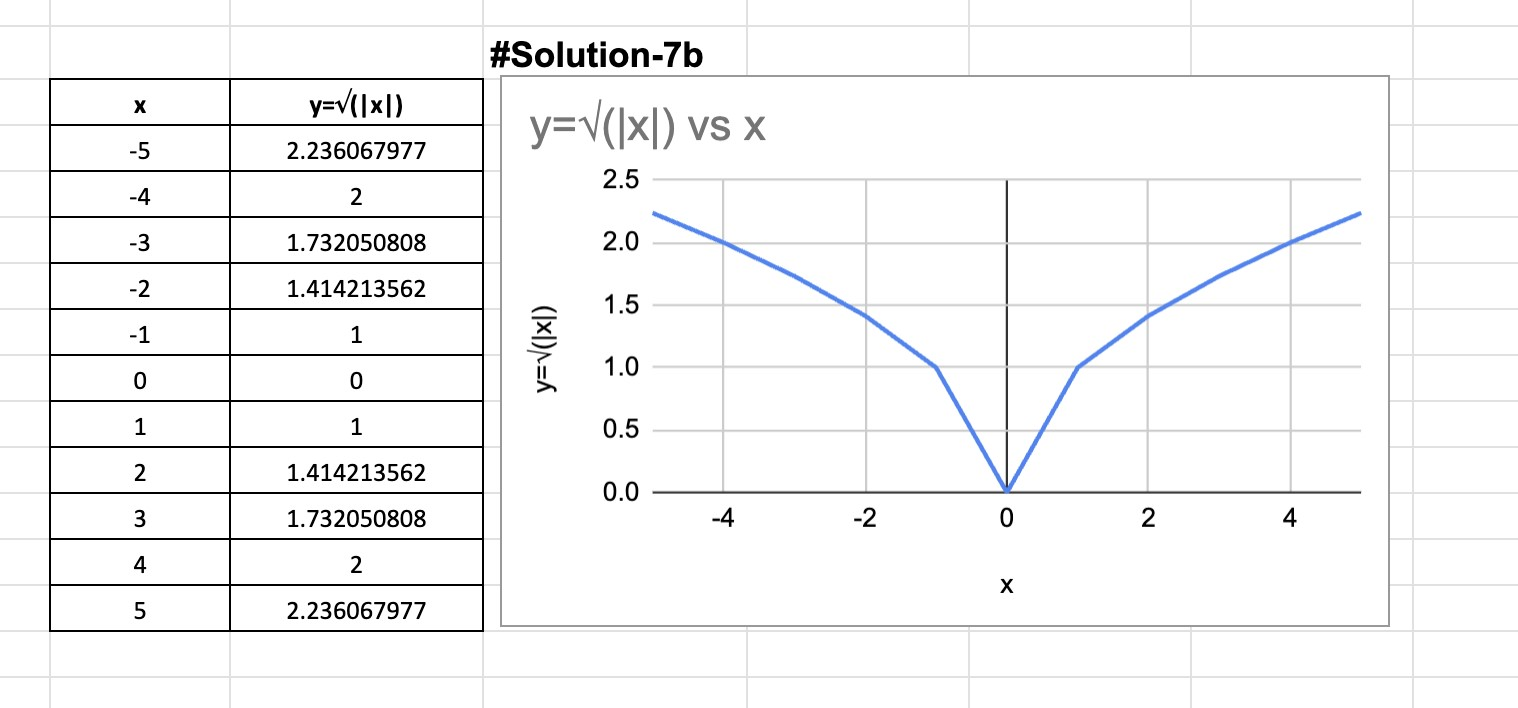 #Solution-7b
x y=√(|x|)
-5 2.236067977
-4 2
-3 1.732050808
-2 1.414213562
-1 1
0 0
1 1
2 1.414213562
3 1.732050808
4 2
5 2.236067977
y=√(|x|) vs x
2.5
2.0
1.5
1.0
0.5
0.0
y=√(|x|)
-4 -2 0 2 4
x